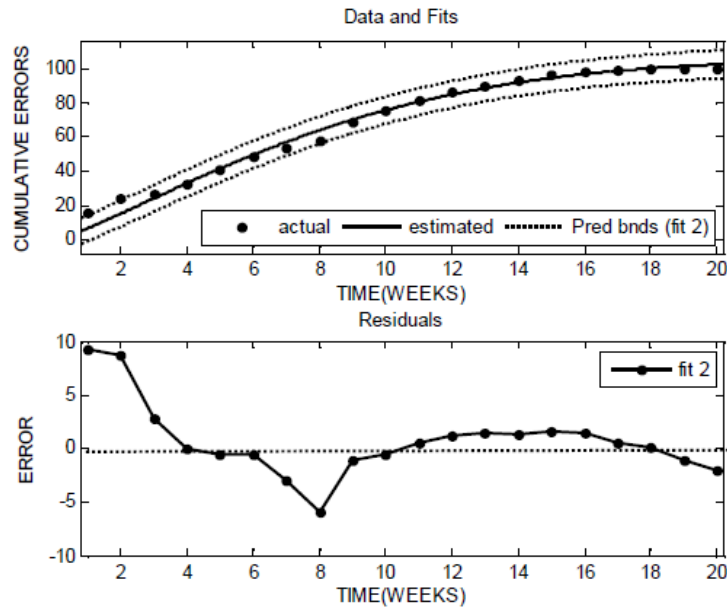 Data and Fits
CUMULATIVE ERRORS
100
80
60
40
20
0
actual estimated Pred bnds (fit 2)
2 4 6 8 10 12 14 16 18 20
TIME(WEEKS)
Residuals
ERROR
10
5
0
-5
-10
fit 2
2 4 6 8 10 12 14 16 18 20
TIME(WEEKS)